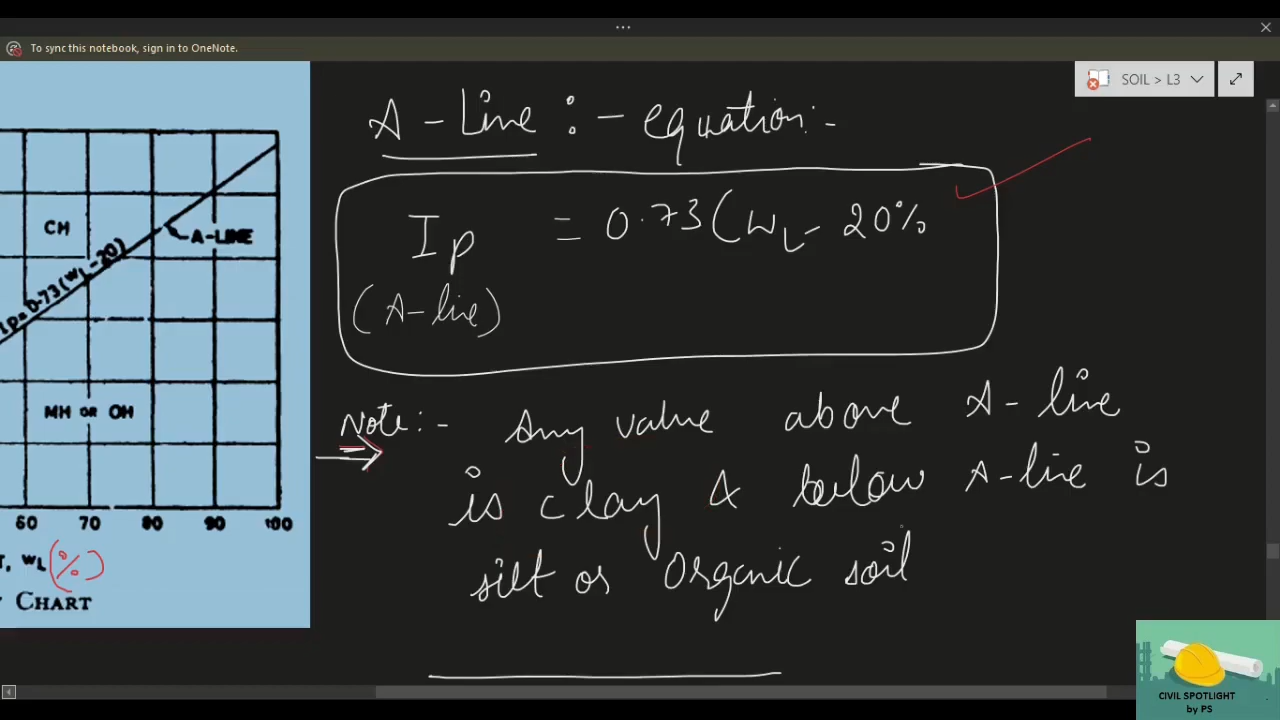 To sync this notebook, sign in to OneNote.
SOIL > L3
A - Line :- equation:-
Ip = 0.73(WL - 20%
(A-line)
Note:- Any value above A-line
is clay & below A-line is
silt or Organic soil
CH
A-LINE
Ip=0.73(WL-20)
MH OR OH
60 70 80 90 100
T, WL (%)
Y CHART
CIVIL SPOTLIGHT
by PS